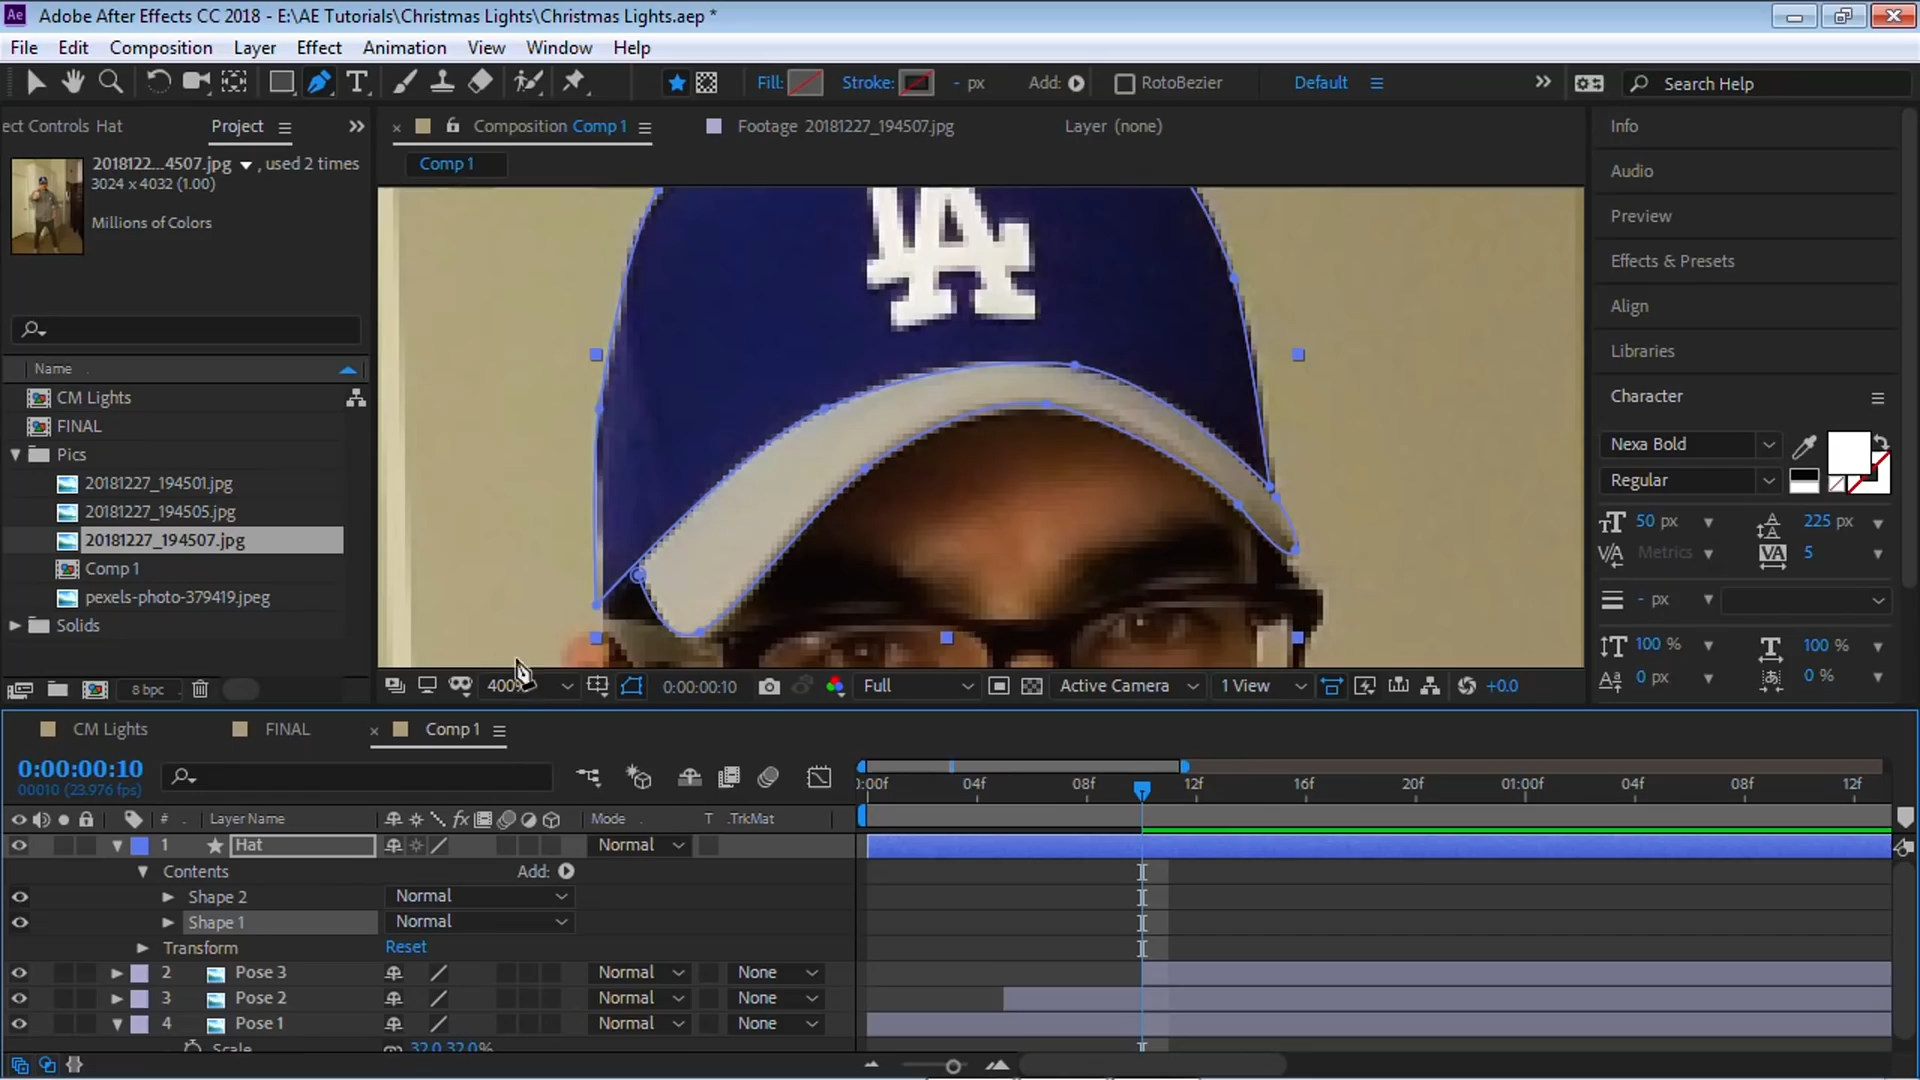 Ae Adobe After Effects CC 2018 - E:\AE Tutorials\Christmas Lights\Christmas Lights.aep *
File Edit Composition Layer Effect Animation View Window Help
T Fill: Stroke: - px Add: RotoBezier Default Search Help
ect Controls Hat Project Composition Comp 1 Footage 20181227_194507.jpg Layer (none) Info
2018122...4507.jpg , used 2 times Comp 1
3024 x 4032 (1.00) Audio
Millions of Colors Preview
LA
Effects & Presets
Align
Libraries
Name
CM Lights Character
FINAL
Pics Nexa Bold
20181227_194501.jpg Regular
20181227_194505.jpg 50 px 225 px
20181227_194507.jpg Metrics 5
Comp 1
pexels-photo-379419.jpeg - px
Solids
100 % 100 %
0 px 0 %
8 bpc 400% 0:00:00:10 Full Active Camera 1 View +0.0
CM Lights FINAL Comp 1
0:00:00:10
00010 (23.976 fps)
:00f 04f 08f 12f 16f 20f 01:00f 04f 08f 12f
# Layer Name fx Mode T .TrkMat
1 Hat Normal
Contents Add:
Shape 2 Normal
Shape 1 Normal
Transform Reset
2 Pose 3 Normal None
3 Pose 2 Normal None
4 Pose 1 Normal None
Scale 32.0,32.0%